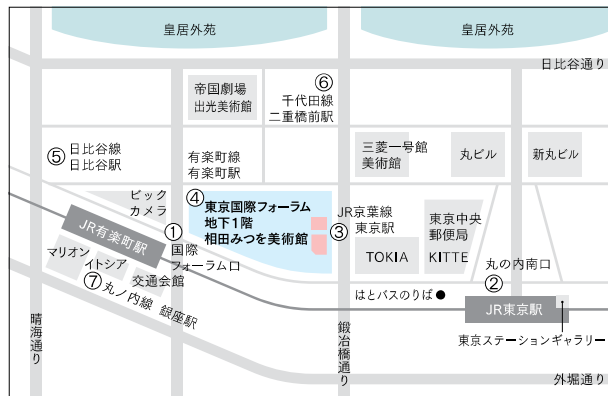 皇居外苑
皇居外苑
日比谷通り
帝国劇場
出光美術館
⑥
千代田線
二重橋前駅
⑤
日比谷線
日比谷駅
有楽町線
有楽町駅
三菱一号館
美術館
丸ビル
新丸ビル
ビック
カメラ
④
東京国際フォーラム
地下1階
相田みつを美術館
JR有楽町駅
①
国際
フォーラム口
③
JR京葉線
東京駅
東京中央
郵便局
KITTE
TOKIA
マリオン
イトシア
交通会館
⑦
丸ノ内線 銀座駅
丸の内南口
②
はとバスのりば
JR東京駅
東京ステーションギャラリー
晴海通り
鍛冶橋通り
外堀通り